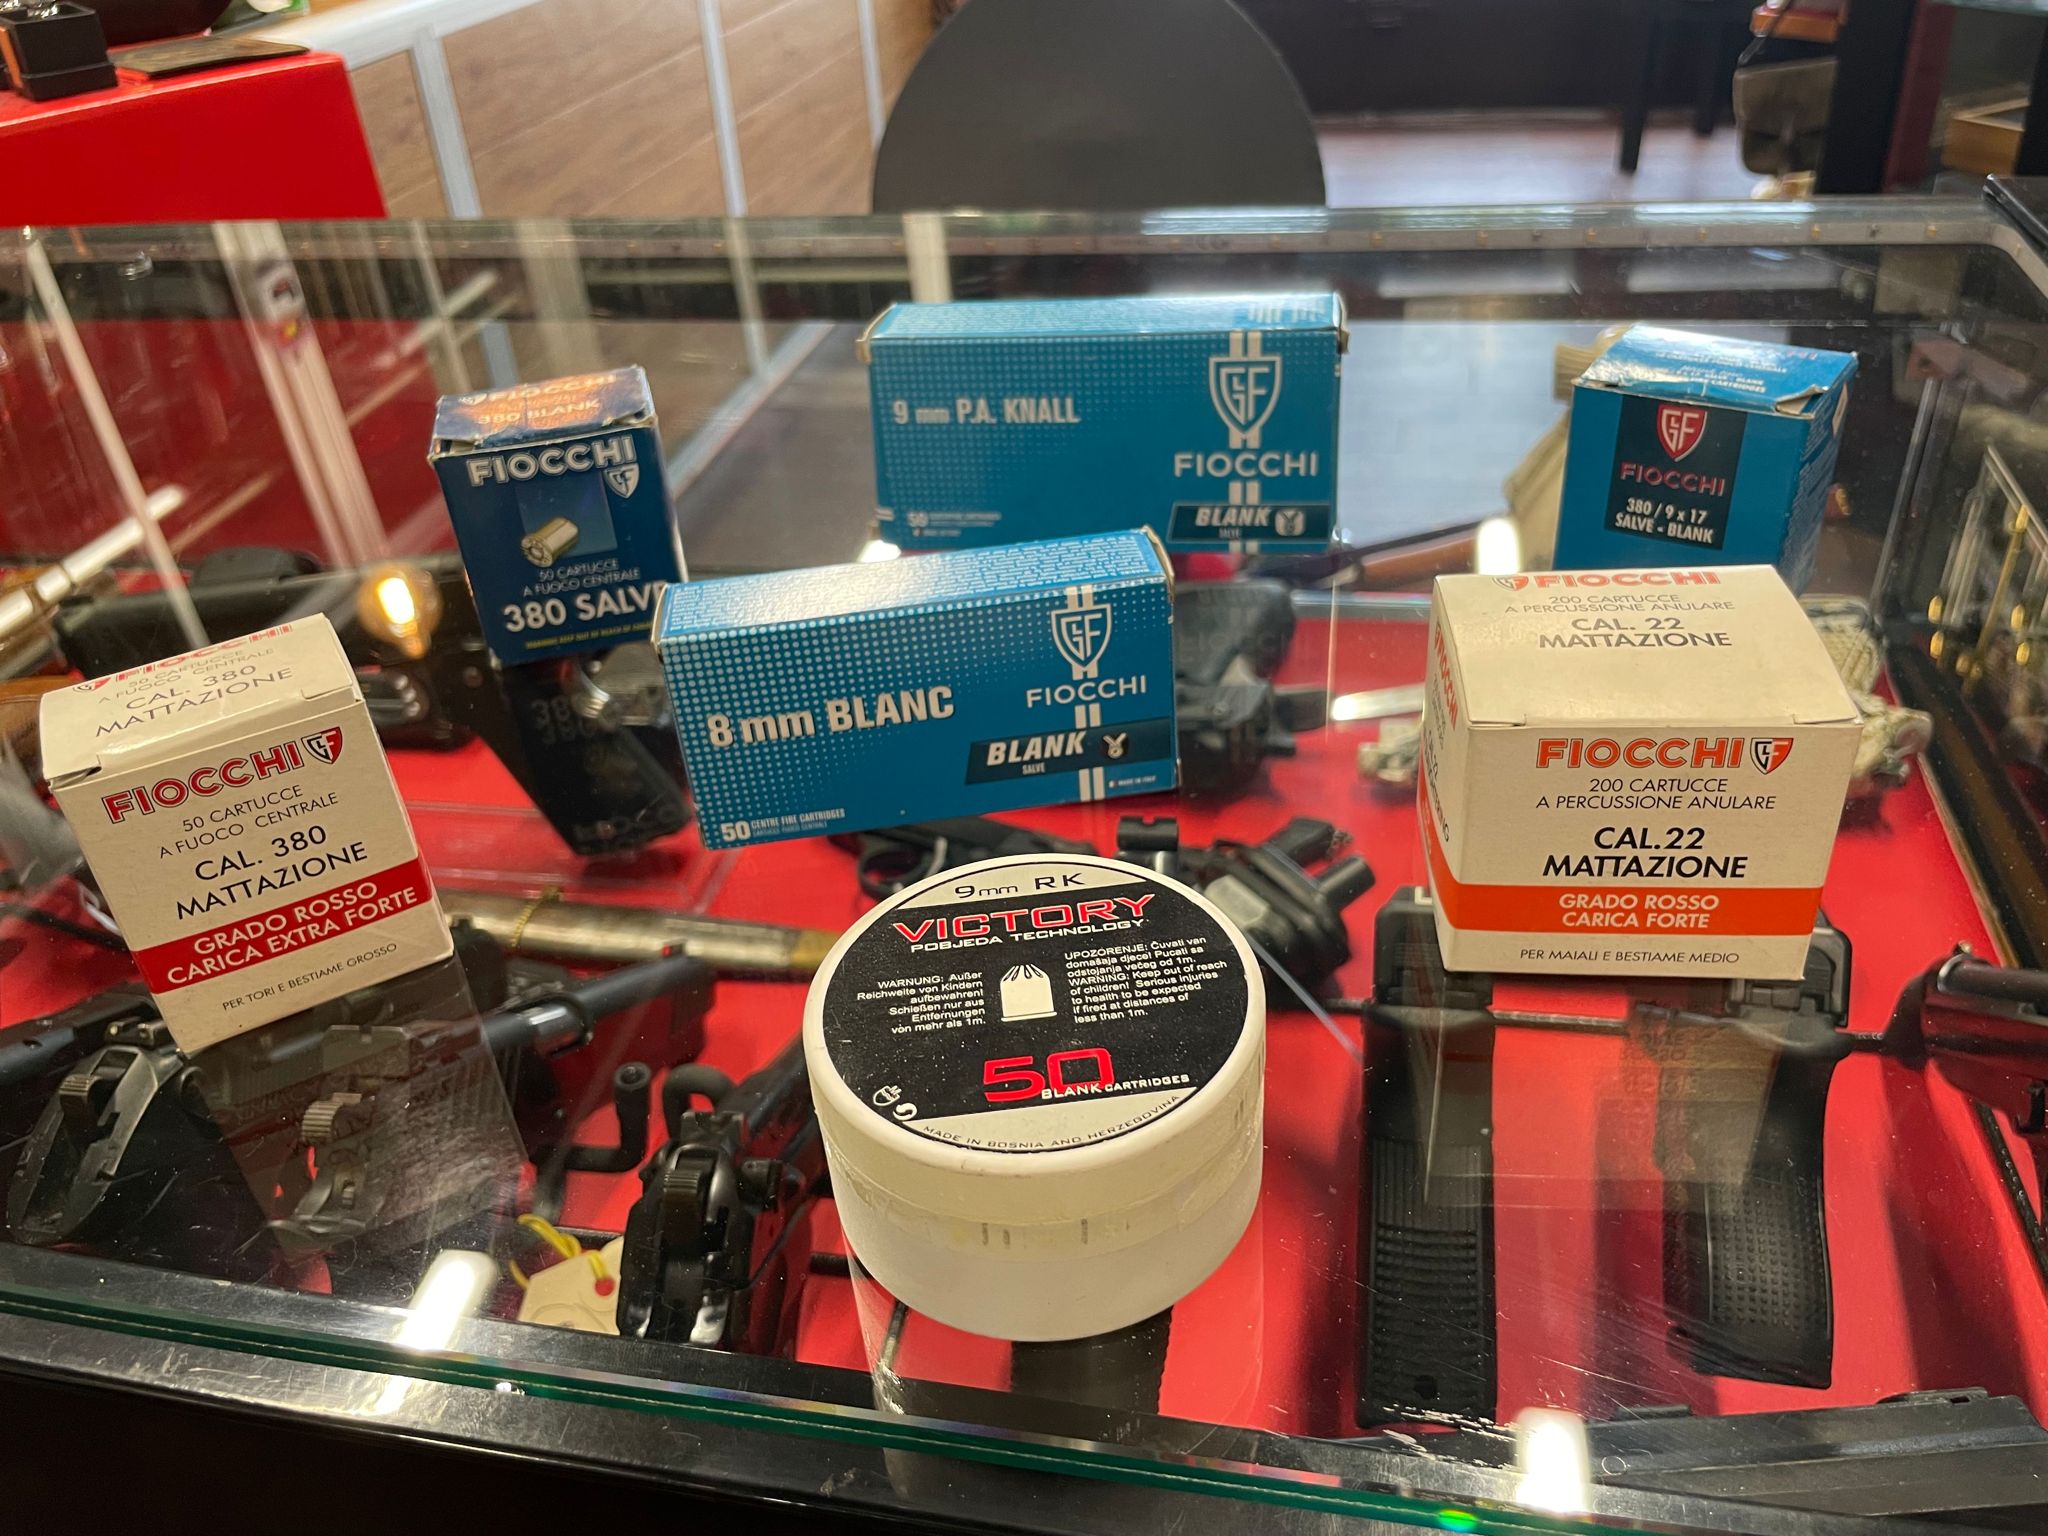 FIOCCHI
380 BLANK
FIOCCHI
50 CARTUCCE
A FUOCO CENTRALE
380 SALVE
9 mm P.A. KNALL
GLF
FIOCCHI
BLANK
SALVE
50
GLF
FIOCCHI
380 / 9 x 17
SALVE - BLANK
8 mm BLANC
GLF
FIOCCHI
BLANK
SALVE
MADE IN ITALY
50 CENTRE FIRE CARTRIDGES
CARTUCCE FUOCO CENTRALE
FIOCCHI
50 CARTUCCE
A FUOCO CENTRALE
CAL. 380
MATTAZIONE
FIOCCHI
50 CARTUCCE
A FUOCO CENTRALE
CAL. 380
MATTAZIONE
GRADO ROSSO
CARICA EXTRA FORTE
PER TORI E BESTIAME GROSSO
FIOCCHI
200 CARTUCCE
A PERCUSSIONE ANULARE
CAL. 22
MATTAZIONE
FIOCCHI
200 CARTUCCE
A PERCUSSIONE ANULARE
CAL.22
MATTAZIONE
GRADO ROSSO
CARICA FORTE
PER MAIALI E BESTIAME MEDIO
9mm RK
VICTORY
POBJEDA TECHNOLOGY
WARNUNG: Außer
Reichweite von Kindern
aufbewahren!
Schießen nur aus
Entfernungen
von mehr als 1m.
UPOZORENJE: Čuvati van
domašaja djece! Pucati sa
odstojanja većeg od 1m.
WARNING: Keep out of reach
of children! Serious injuries
to health to be expected
if fired at distances of
less than 1m.
50
BLANK CARTRIDGES
MADE IN BOSNIA AND HERZEGOVINA